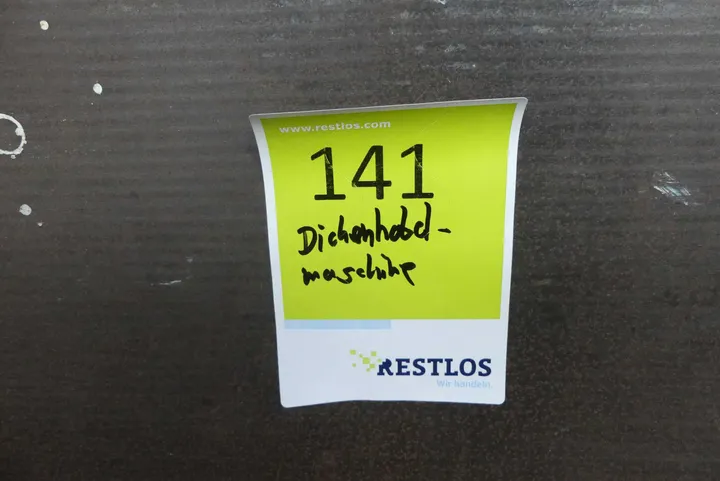 www.restlos.com
141
Dickenhobel-
maschine
RESTLOS
Wir handeln.